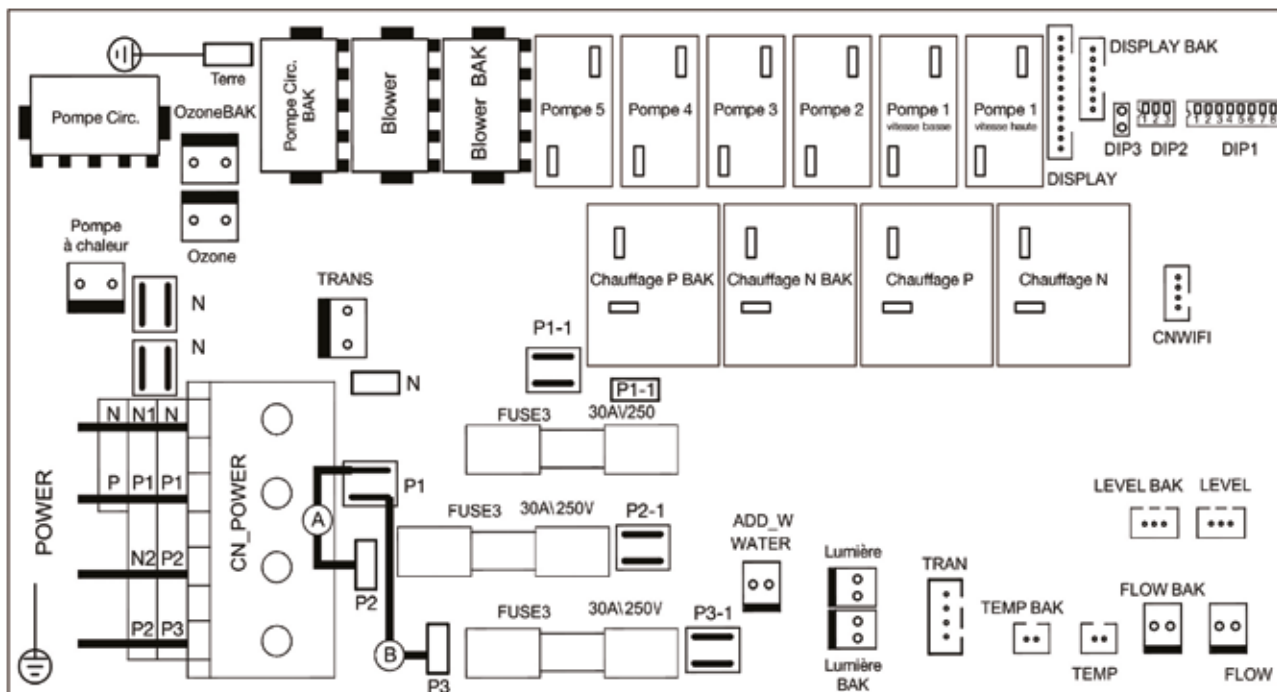 Terre
Pompe Circ.
OzoneBAK
Ozone
Pompe Circ.
BAK
Blower
Blower BAK
Pompe 5
Pompe 4
Pompe 3
Pompe 2
Pompe 1
vitesse basse
Pompe 1
vitesse haute
DISPLAY
DISPLAY BAK
DIP3
1 2 3
DIP2
1 2 3 4 5 6 7 8
DIP1
Pompe
à chaleur
N
N
TRANS
N
P1-1
P1-1
Chauffage P BAK
Chauffage N BAK
Chauffage P
Chauffage N
CNWIFI
FUSE3 30A\/250
POWER
N N1 N
P P1 P1
N2 P2
P2 P3
CN_POWER
A
P1
P2
B
P3
FUSE3 30A\250V
P2-1
FUSE3 30A\250V
P3-1
ADD_W
WATER
Lumière
Lumière
BAK
TRAN
TEMP BAK
TEMP
LEVEL BAK
LEVEL
FLOW BAK
FLOW